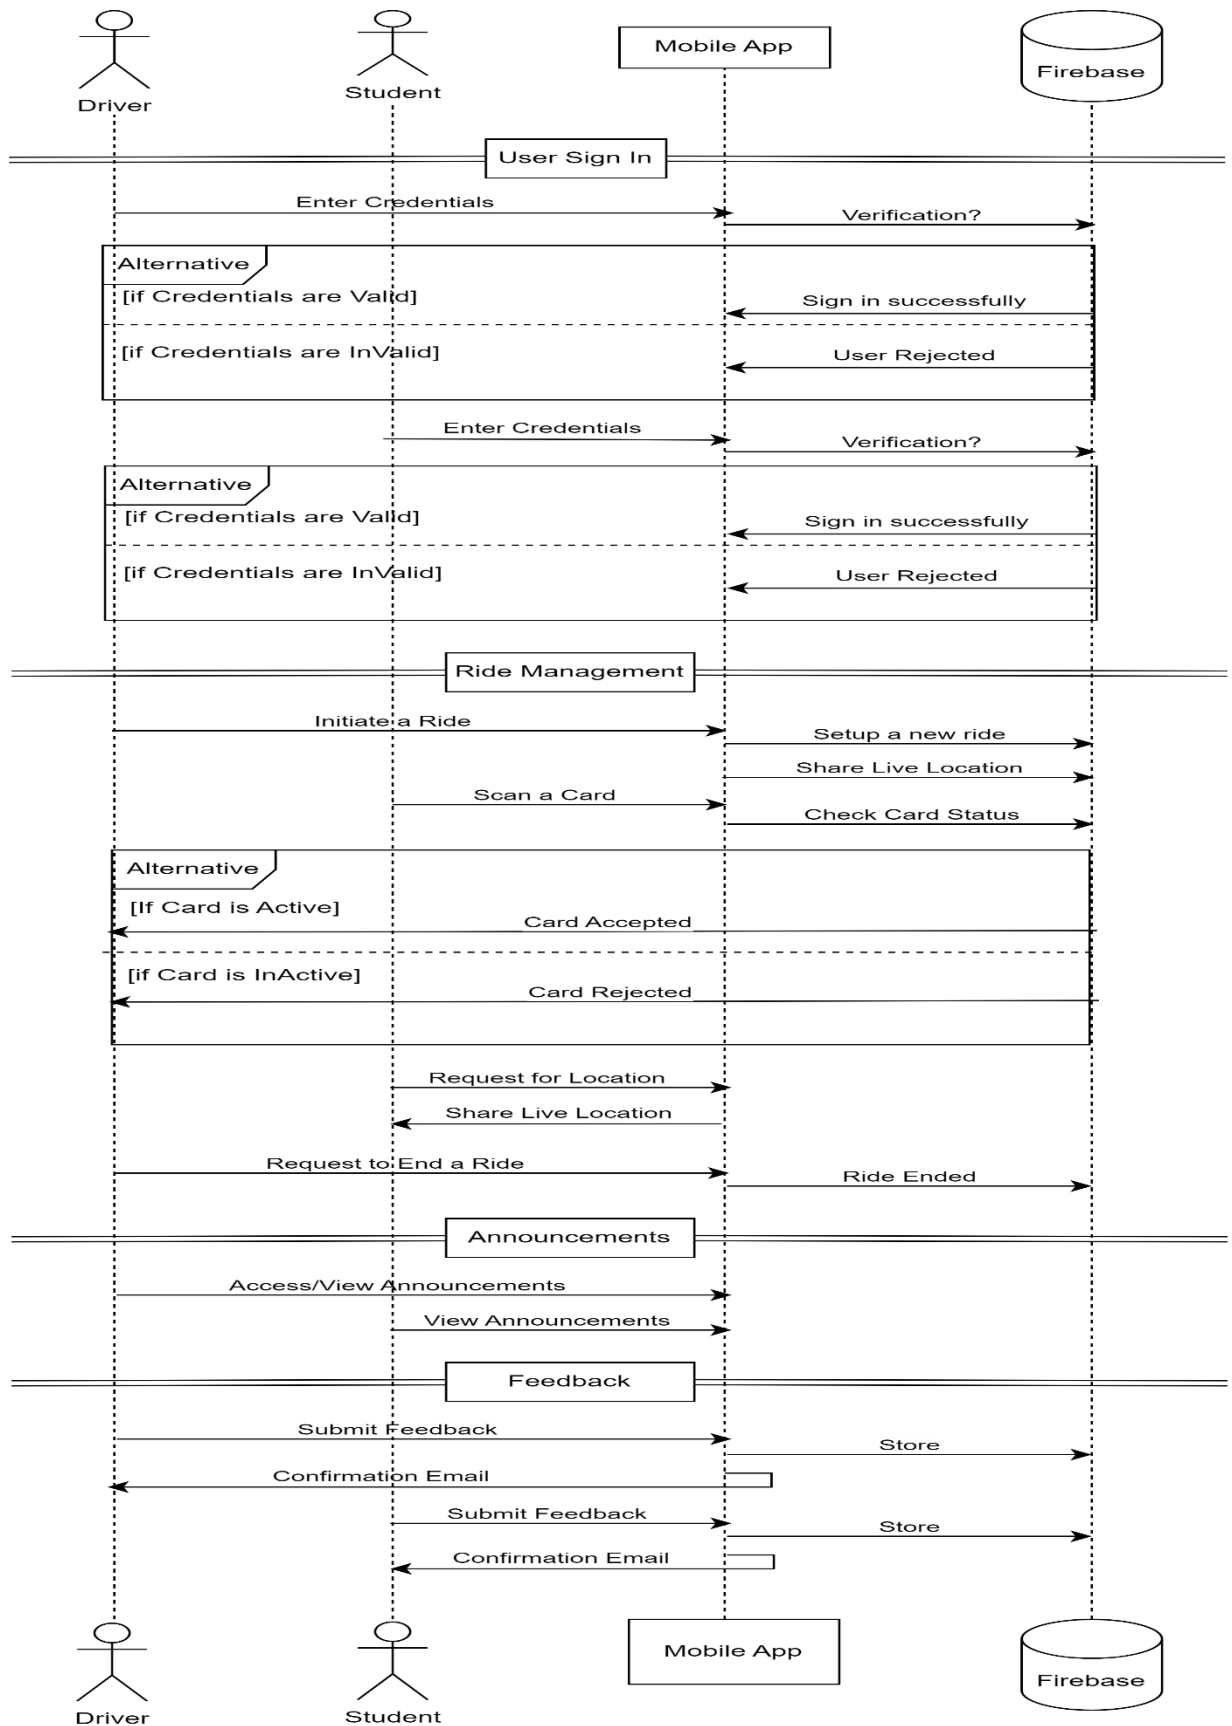 Driver
Student
Mobile App
Firebase
User Sign In
Enter Credentials
Verification?
Alternative
[if Credentials are Valid]
Sign in successfully
[if Credentials are InValid]
User Rejected
Enter Credentials
Verification?
Alternative
[if Credentials are Valid]
Sign in successfully
[if Credentials are InValid]
User Rejected
Ride Management
Initiate a Ride
Setup a new ride
Share Live Location
Scan a Card
Check Card Status
Alternative
[If Card is Active]
Card Accepted
[if Card is InActive]
Card Rejected
Request for Location
Share Live Location
Request to End a Ride
Ride Ended
Announcements
Access/View Announcements
View Announcements
Feedback
Submit Feedback
Store
Confirmation Email
Submit Feedback
Store
Confirmation Email
Mobile App
Firebase
Driver
Student